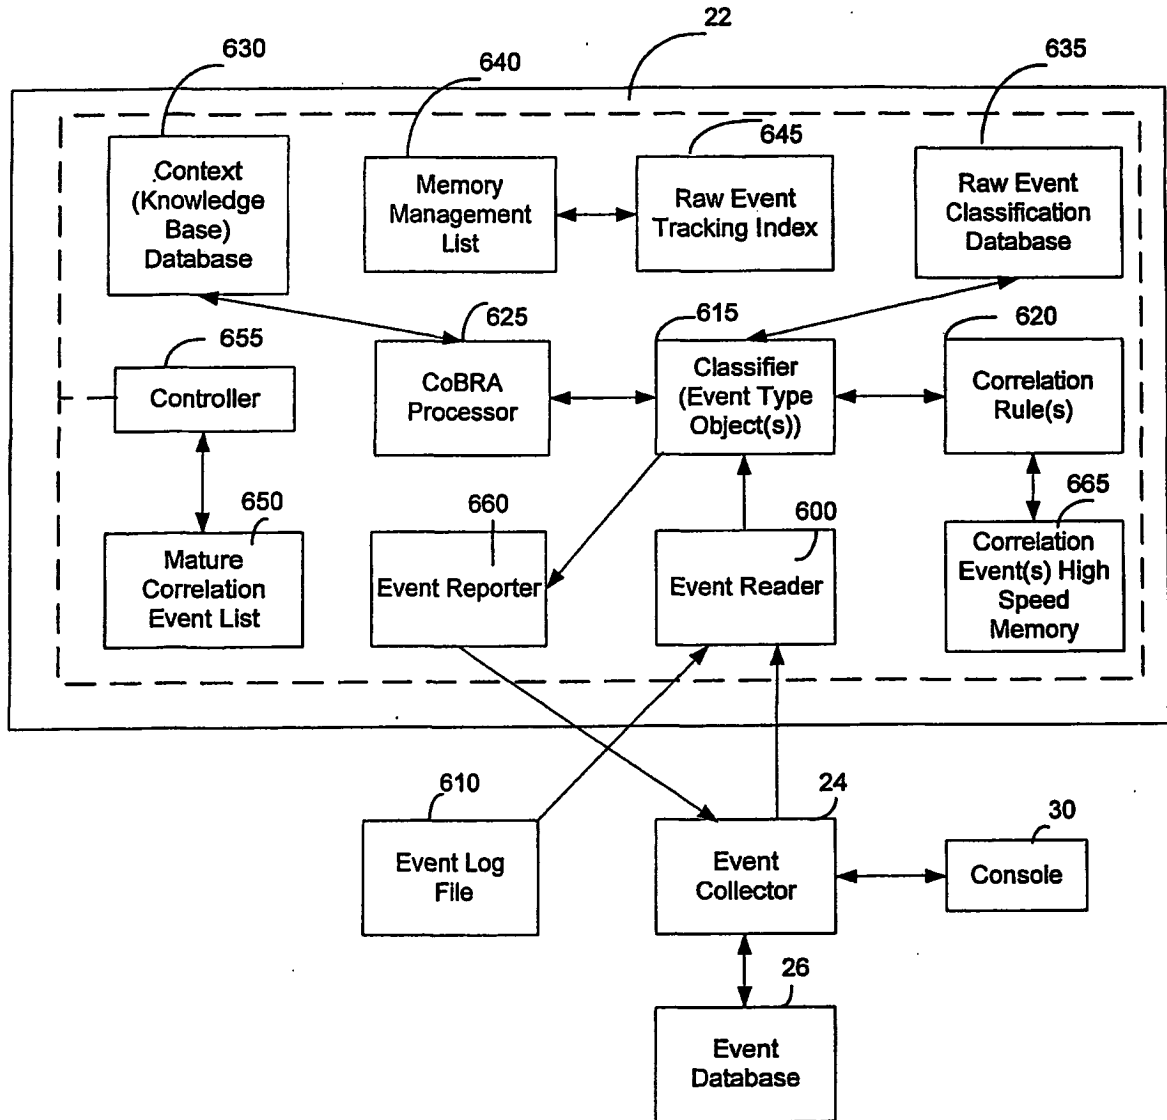 22
630
640
635
645
Context
(Knowledge
Base)
Database
Memory
Management
List
Raw Event
Tracking Index
Raw Event
Classification
Database
655
625
615
620
Controller
CoBRA
Processor
Classifier
(Event Type
Object(s))
Correlation
Rule(s)
650
660
600
665
Mature
Correlation
Event List
Event Reporter
Event Reader
Correlation
Event(s) High
Speed
Memory
610
24
30
Event Log
File
Event
Collector
Console
26
Event
Database